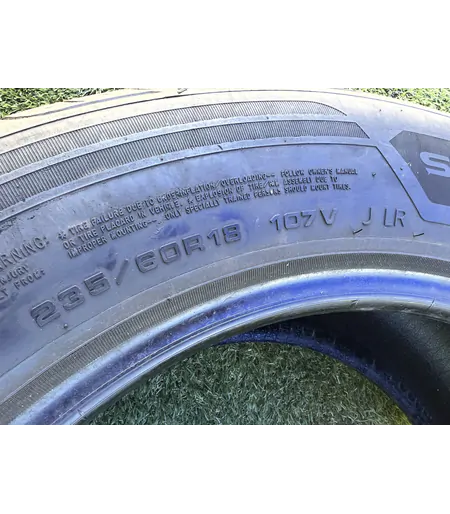 WARNING:
• TIRE FAILURE DUE TO UNDERINFLATION/OVERLOADING— FOLLOW OWNER'S MANUAL
OR TIRE PLACARD IN VEHICLE. • EXPLOSION OF TIRE/ ASSEMBLY DUE TO
IMPROPER MOUNTING— ONLY SPECIALLY TRAINED PERSONS SHOULD MOUNT TIRES.
235/60R18 107V J LR
S